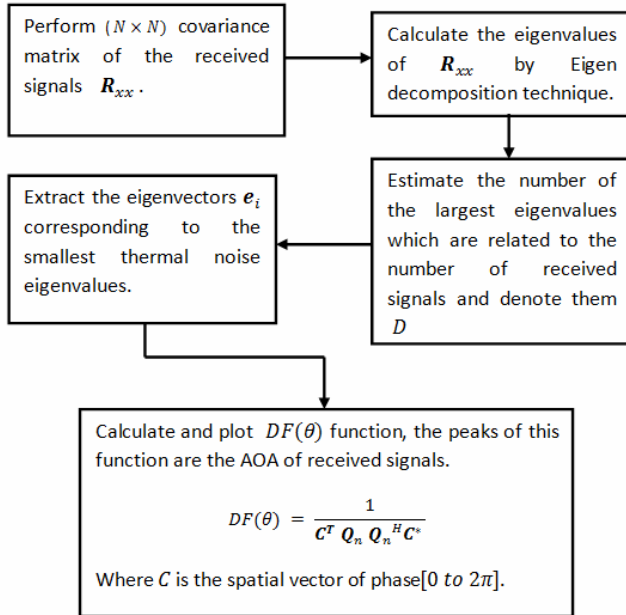 Perform (N × N) covariance
matrix of the received
signals R_xx .
Calculate the eigenvalues
of R_xx by Eigen
decomposition technique.
Estimate the number of
the largest eigenvalues
which are related to the
number of received
signals and denote them
D
Extract the eigenvectors e_i
corresponding to the
smallest thermal noise
eigenvalues.
Calculate and plot DF(θ) function, the peaks of this
function are the AOA of received signals.
DF(θ) = 1 / (C^T Q_n Q_n^H C^*)
Where C is the spatial vector of phase[0 to 2π].